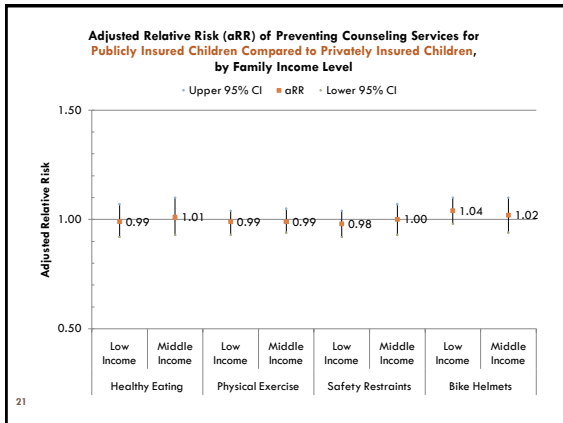 Adjusted Relative Risk (aRR) of Preventing Counseling Services for
Publicly Insured Children Compared to Privately Insured Children,
by Family Income Level
Upper 95% CI aRR Lower 95% CI
1.50
1.00
0.50
Adjusted Relative Risk
0.99
1.01
0.99
0.99
0.98
1.00
1.04
1.02
Low Income
Middle Income
Low Income
Middle Income
Low Income
Middle Income
Low Income
Middle Income
Healthy Eating
Physical Exercise
Safety Restraints
Bike Helmets
21